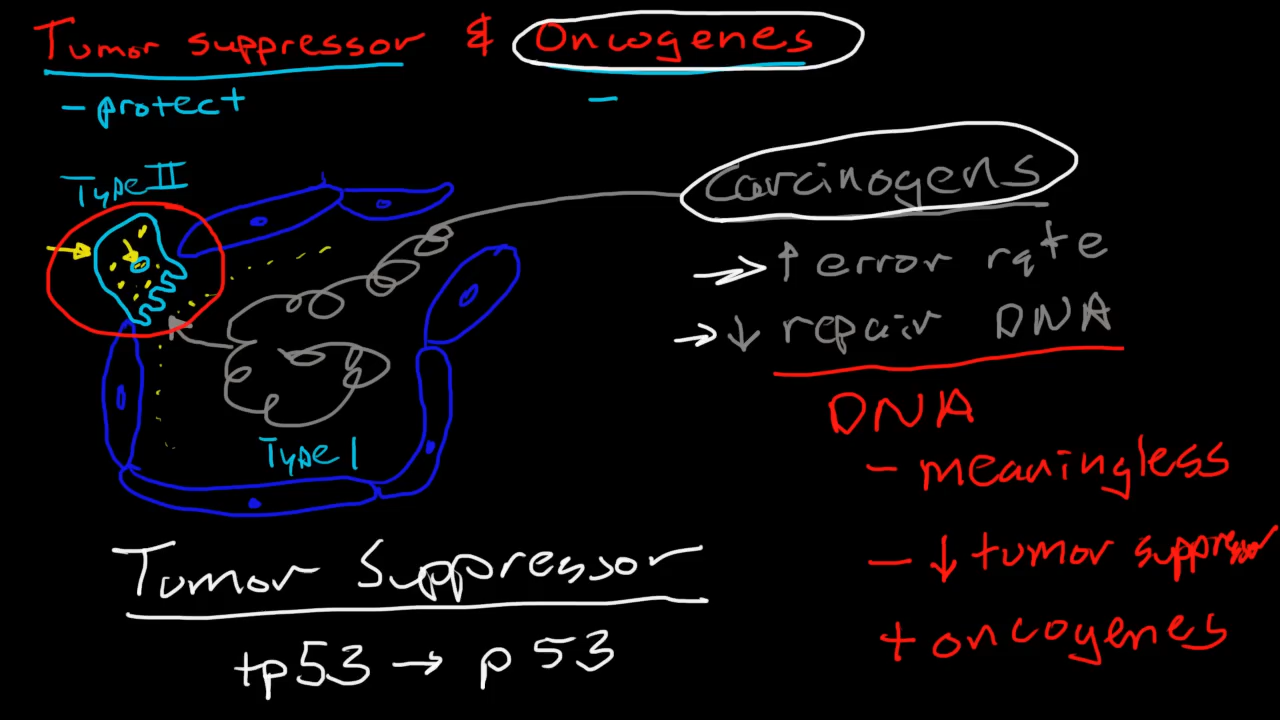 Tumor suppressor & Oncogenes
- protect
-
Type II
Carcinogens
→ ↑ error rate
→ ↓ repair DNA
Type I
DNA
- meaningless
- ↓ tumor suppressor
+ oncogenes
Tumor Suppressor
tp53 → p53